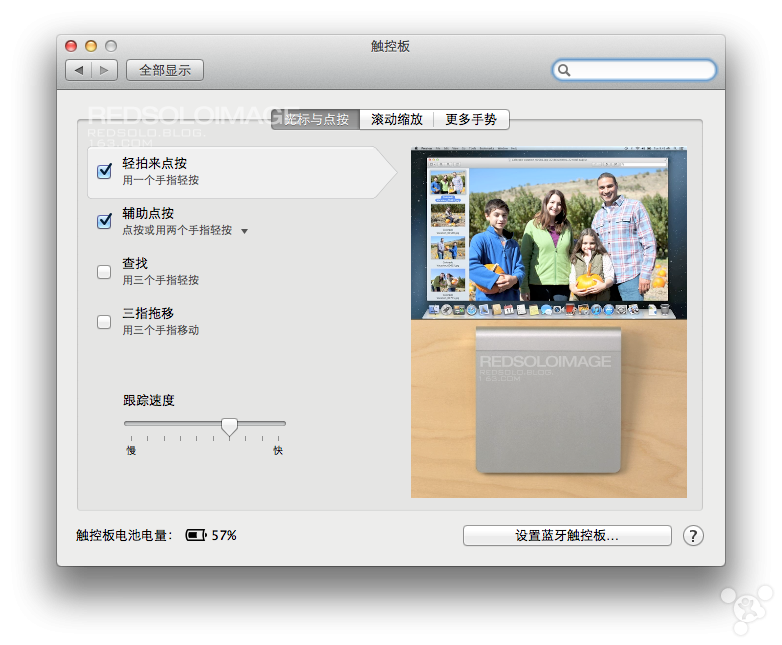 触控板
全部显示
REDSOLOIMAGE
REDSOLO.BLOG.
163.COM
光标与点按
滚动缩放
更多手势
轻拍来点按
用一个手指轻按
辅助点按
点按或用两个手指轻按
查找
用三个手指轻按
三指拖移
用三个手指移动
跟踪速度
慢
快
REDSOLOIMAGE
REDSOLO.BLOG.
163.COM
触控板电池电量： 57%
设置蓝牙触控板...
?